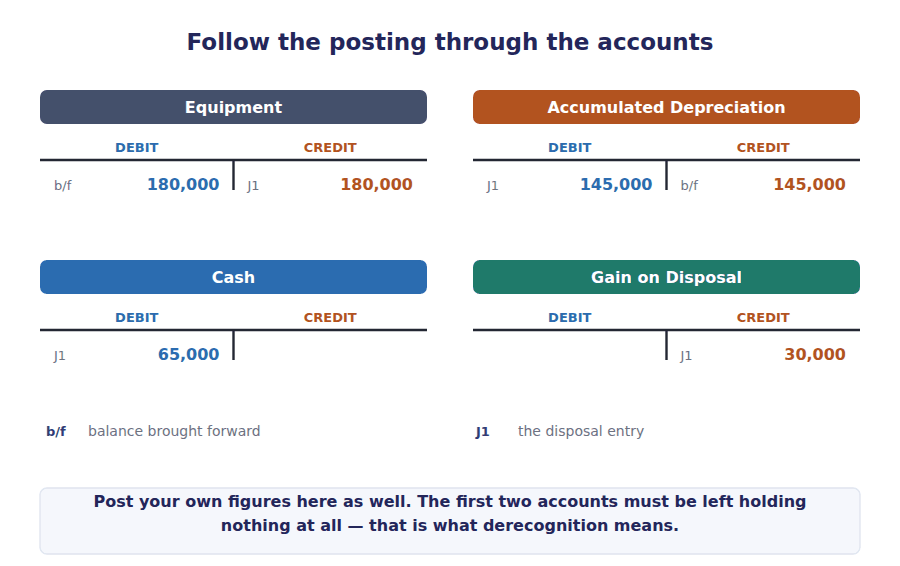 Follow the posting through the accounts
Equipment
DEBIT CREDIT
b/f 180,000 J1 180,000
Accumulated Depreciation
DEBIT CREDIT
J1 145,000 b/f 145,000
Cash
DEBIT CREDIT
J1 65,000
Gain on Disposal
DEBIT CREDIT
J1 30,000
b/f balance brought forward
J1 the disposal entry
Post your own figures here as well. The first two accounts must be left holding
nothing at all — that is what derecognition means.